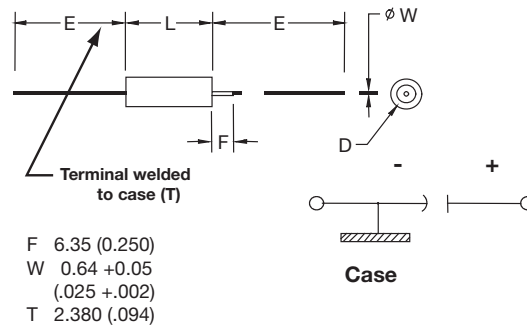 E L E ø W
F
D
Terminal welded
to case (T)
- +
Case
F 6.35 (0.250)
W 0.64 +0.05
(.025 +.002)
T 2.380 (.094)